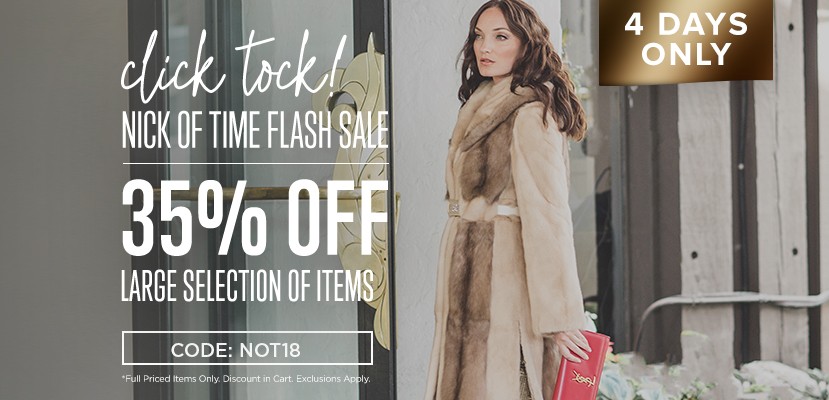 click tock!
NICK OF TIME FLASH SALE
35% OFF
LARGE SELECTION OF ITEMS
CODE: NOT18
*Full Priced Items Only. Discount in Cart. Exclusions Apply.
4 DAYS
ONLY
YSL